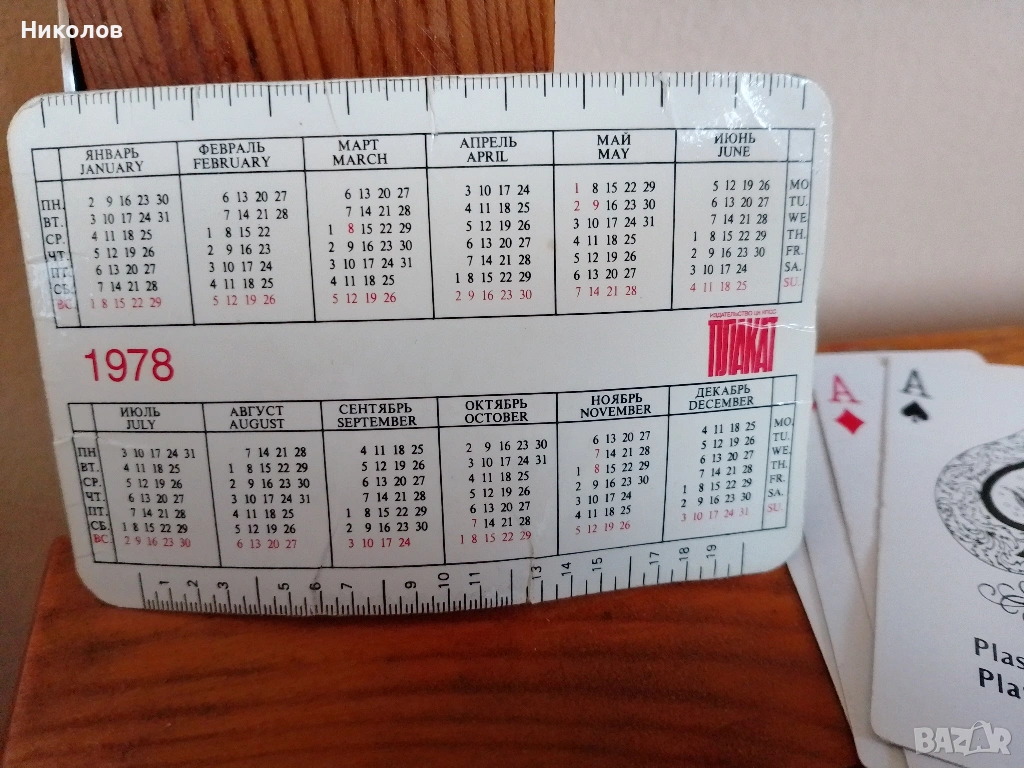 Николов
ЯНВАРЬ ФЕВРАЛЬ МАРТ АПРЕЛЬ МАЙ ИЮНЬ
JANUARY FEBRUARY MARCH APRIL MAY JUNE
ПН. 2 9 16 23 30 6 13 20 27 6 13 20 27 3 10 17 24 1 8 15 22 29 5 12 19 26 MO
ВТ. 3 10 17 24 31 7 14 21 28 7 14 21 28 4 11 18 25 2 9 16 23 30 6 13 20 27 TU.
СР. 4 11 18 25 1 8 15 22 1 8 15 22 29 5 12 19 26 3 10 17 24 31 7 14 21 28 WE.
ЧТ. 5 12 19 26 2 9 16 23 2 9 16 23 30 6 13 20 27 4 11 18 25 1 8 15 22 29 TH.
ПТ. 6 13 20 27 3 10 17 24 3 10 17 24 31 7 14 21 28 5 12 19 26 2 9 16 23 30 FR.
СБ. 7 14 21 28 4 11 18 25 4 11 18 25 1 8 15 22 29 6 13 20 27 3 10 17 24 SA.
ВС. 1 8 15 22 29 5 12 19 26 5 12 19 26 2 9 16 23 30 7 14 21 28 4 11 18 25 SU.
ИЗДАТЕЛЬСТВО ЦК КПСС
1978 ПЛАКАТ
ИЮЛЬ АВГУСТ СЕНТЯБРЬ ОКТЯБРЬ НОЯБРЬ ДЕКАБРЬ
JULY AUGUST SEPTEMBER OCTOBER NOVEMBER DECEMBER
ПН 3 10 17 24 31 7 14 21 28 4 11 18 25 2 9 16 23 30 6 13 20 27 4 11 18 25 MO.
ВТ. 4 11 18 25 1 8 15 22 29 5 12 19 26 3 10 17 24 31 7 14 21 28 5 12 19 26 TU.
СР. 5 12 19 26 2 9 16 23 30 6 13 20 27 4 11 18 25 1 8 15 22 29 6 13 20 27 WE.
ЧТ. 6 13 20 27 3 10 17 24 31 7 14 21 28 5 12 19 26 2 9 16 23 30 7 14 21 28 TH.
ПТ. 7 14 21 28 4 11 18 25 1 8 15 22 29 6 13 20 27 3 10 17 24 1 8 15 22 29 FR.
СБ. 1 8 15 22 29 5 12 19 26 2 9 16 23 30 7 14 21 28 4 11 18 25 2 9 16 23 30 SA.
ВС. 2 9 16 23 30 6 13 20 27 3 10 17 24 1 8 15 22 29 5 12 19 26 3 10 17 24 31 SU.
1 2 3 5 6 7 9 10 11 13 14 15 17 18 19
A A
Plas
Pla
BAZAR